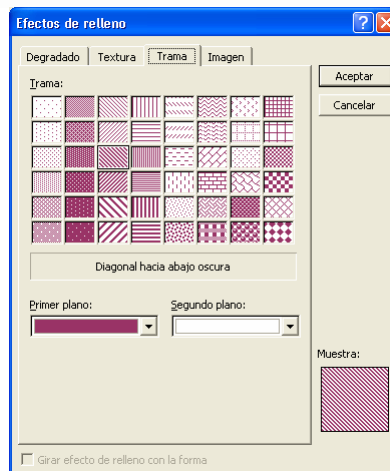 Efectos de relleno
Degradado
Textura
Trama
Imagen
Aceptar
Cancelar
Trama:
Diagonal hacia abajo oscura
Primer plano:
Segundo plano:
Muestra:
Girar efecto de relleno con la forma